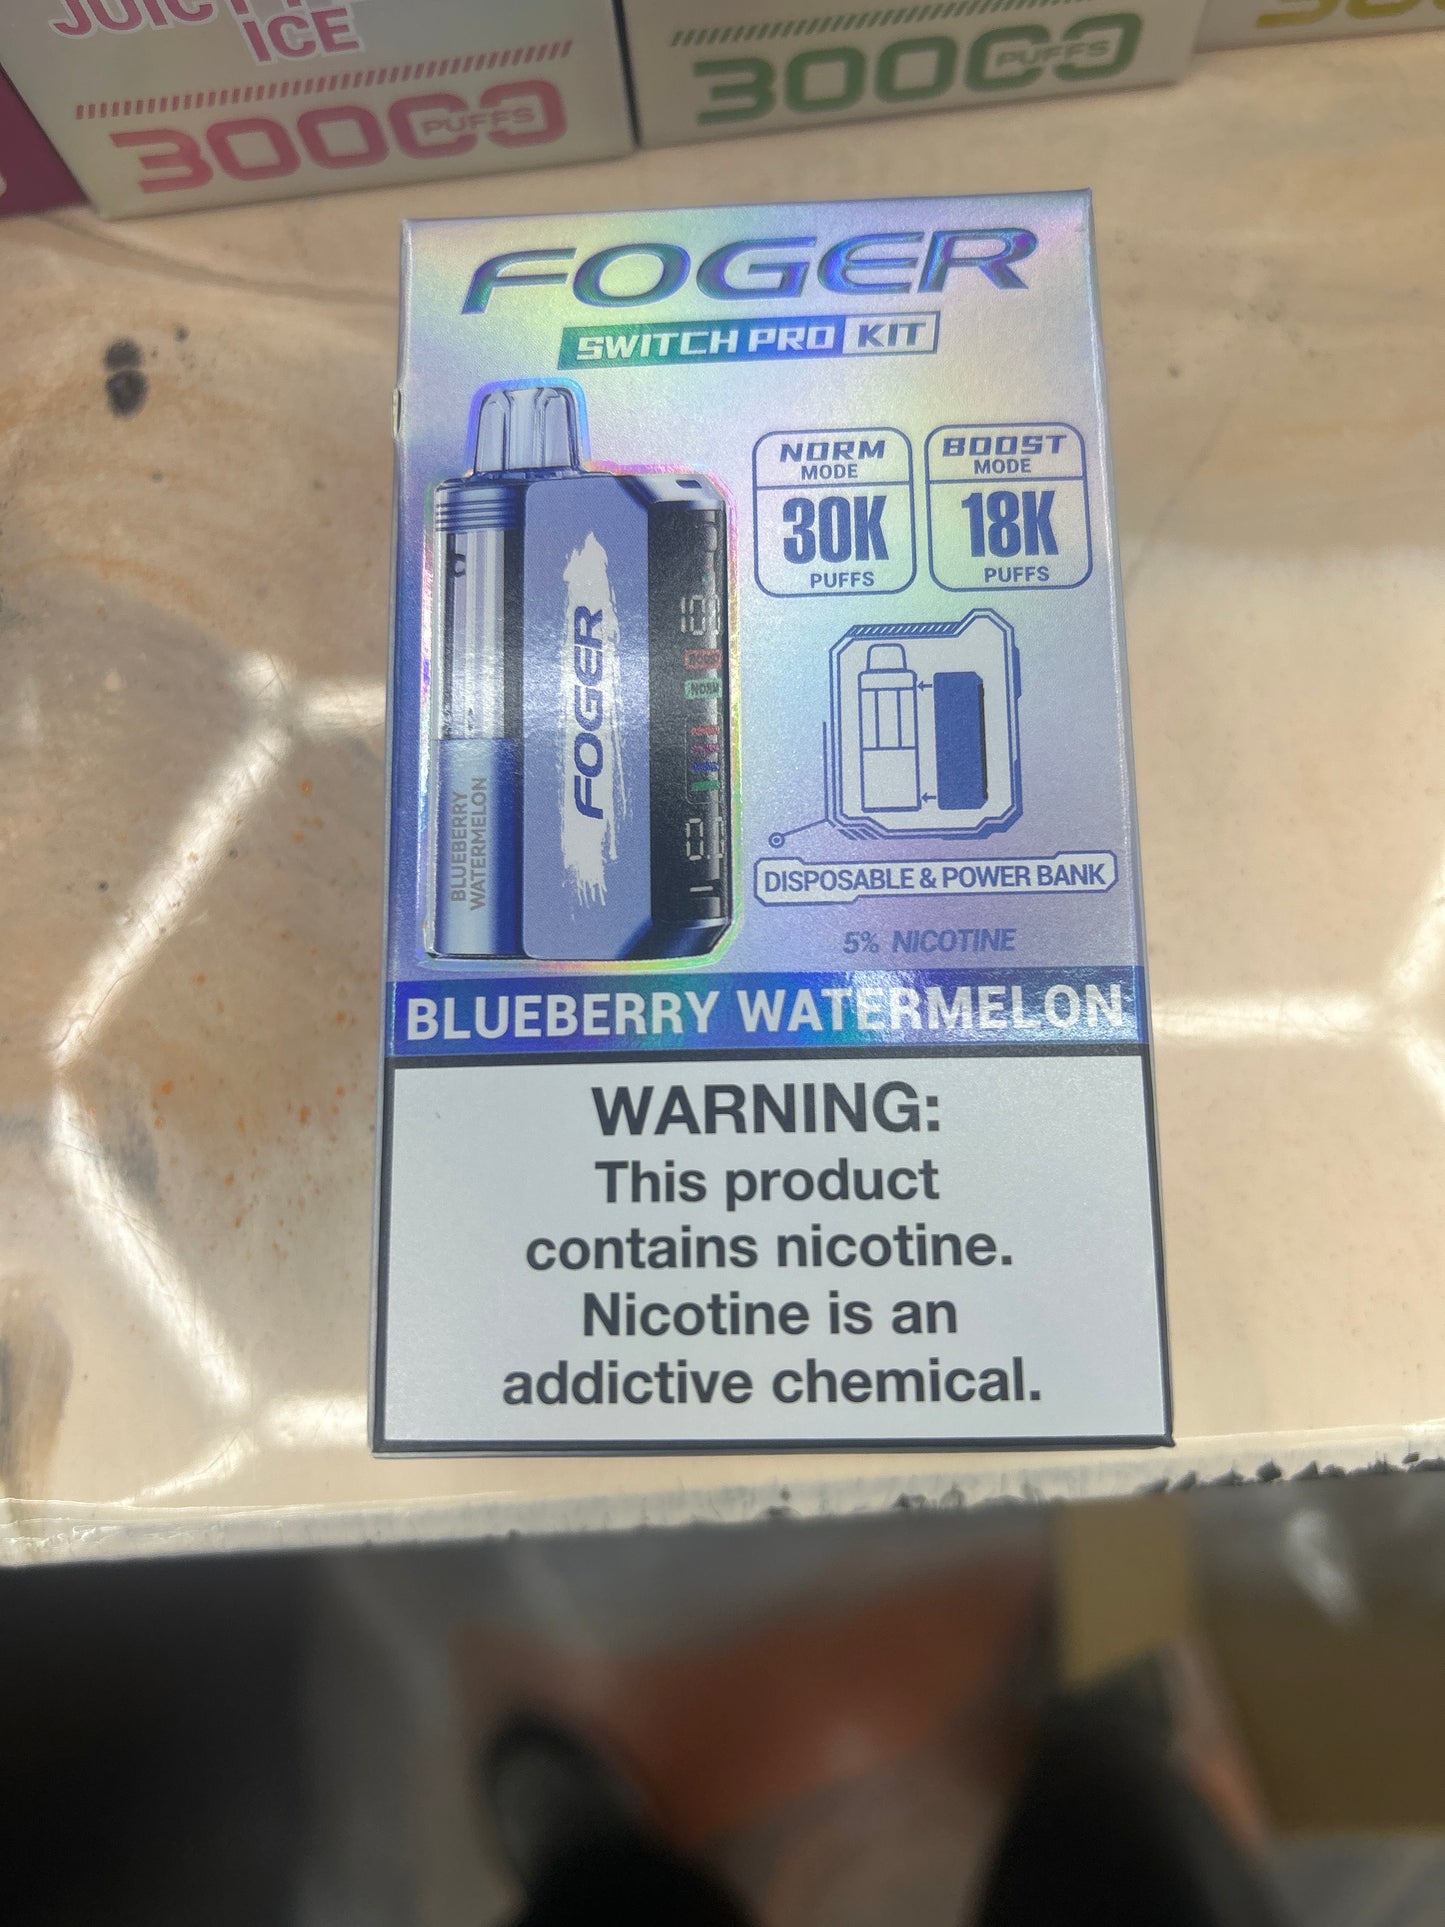 ICE
30000
PUFFS
30000
PUFFS
FOGER
SWITCH PRO KIT
NORM
MODE
30K
PUFFS
BOOST
MODE
18K
PUFFS
FOGER
NORM
BLUEBERRY
WATERMELON
DISPOSABLE & POWER BANK
5% NICOTINE
BLUEBERRY WATERMELON
WARNING:
This product
contains nicotine.
Nicotine is an
addictive chemical.